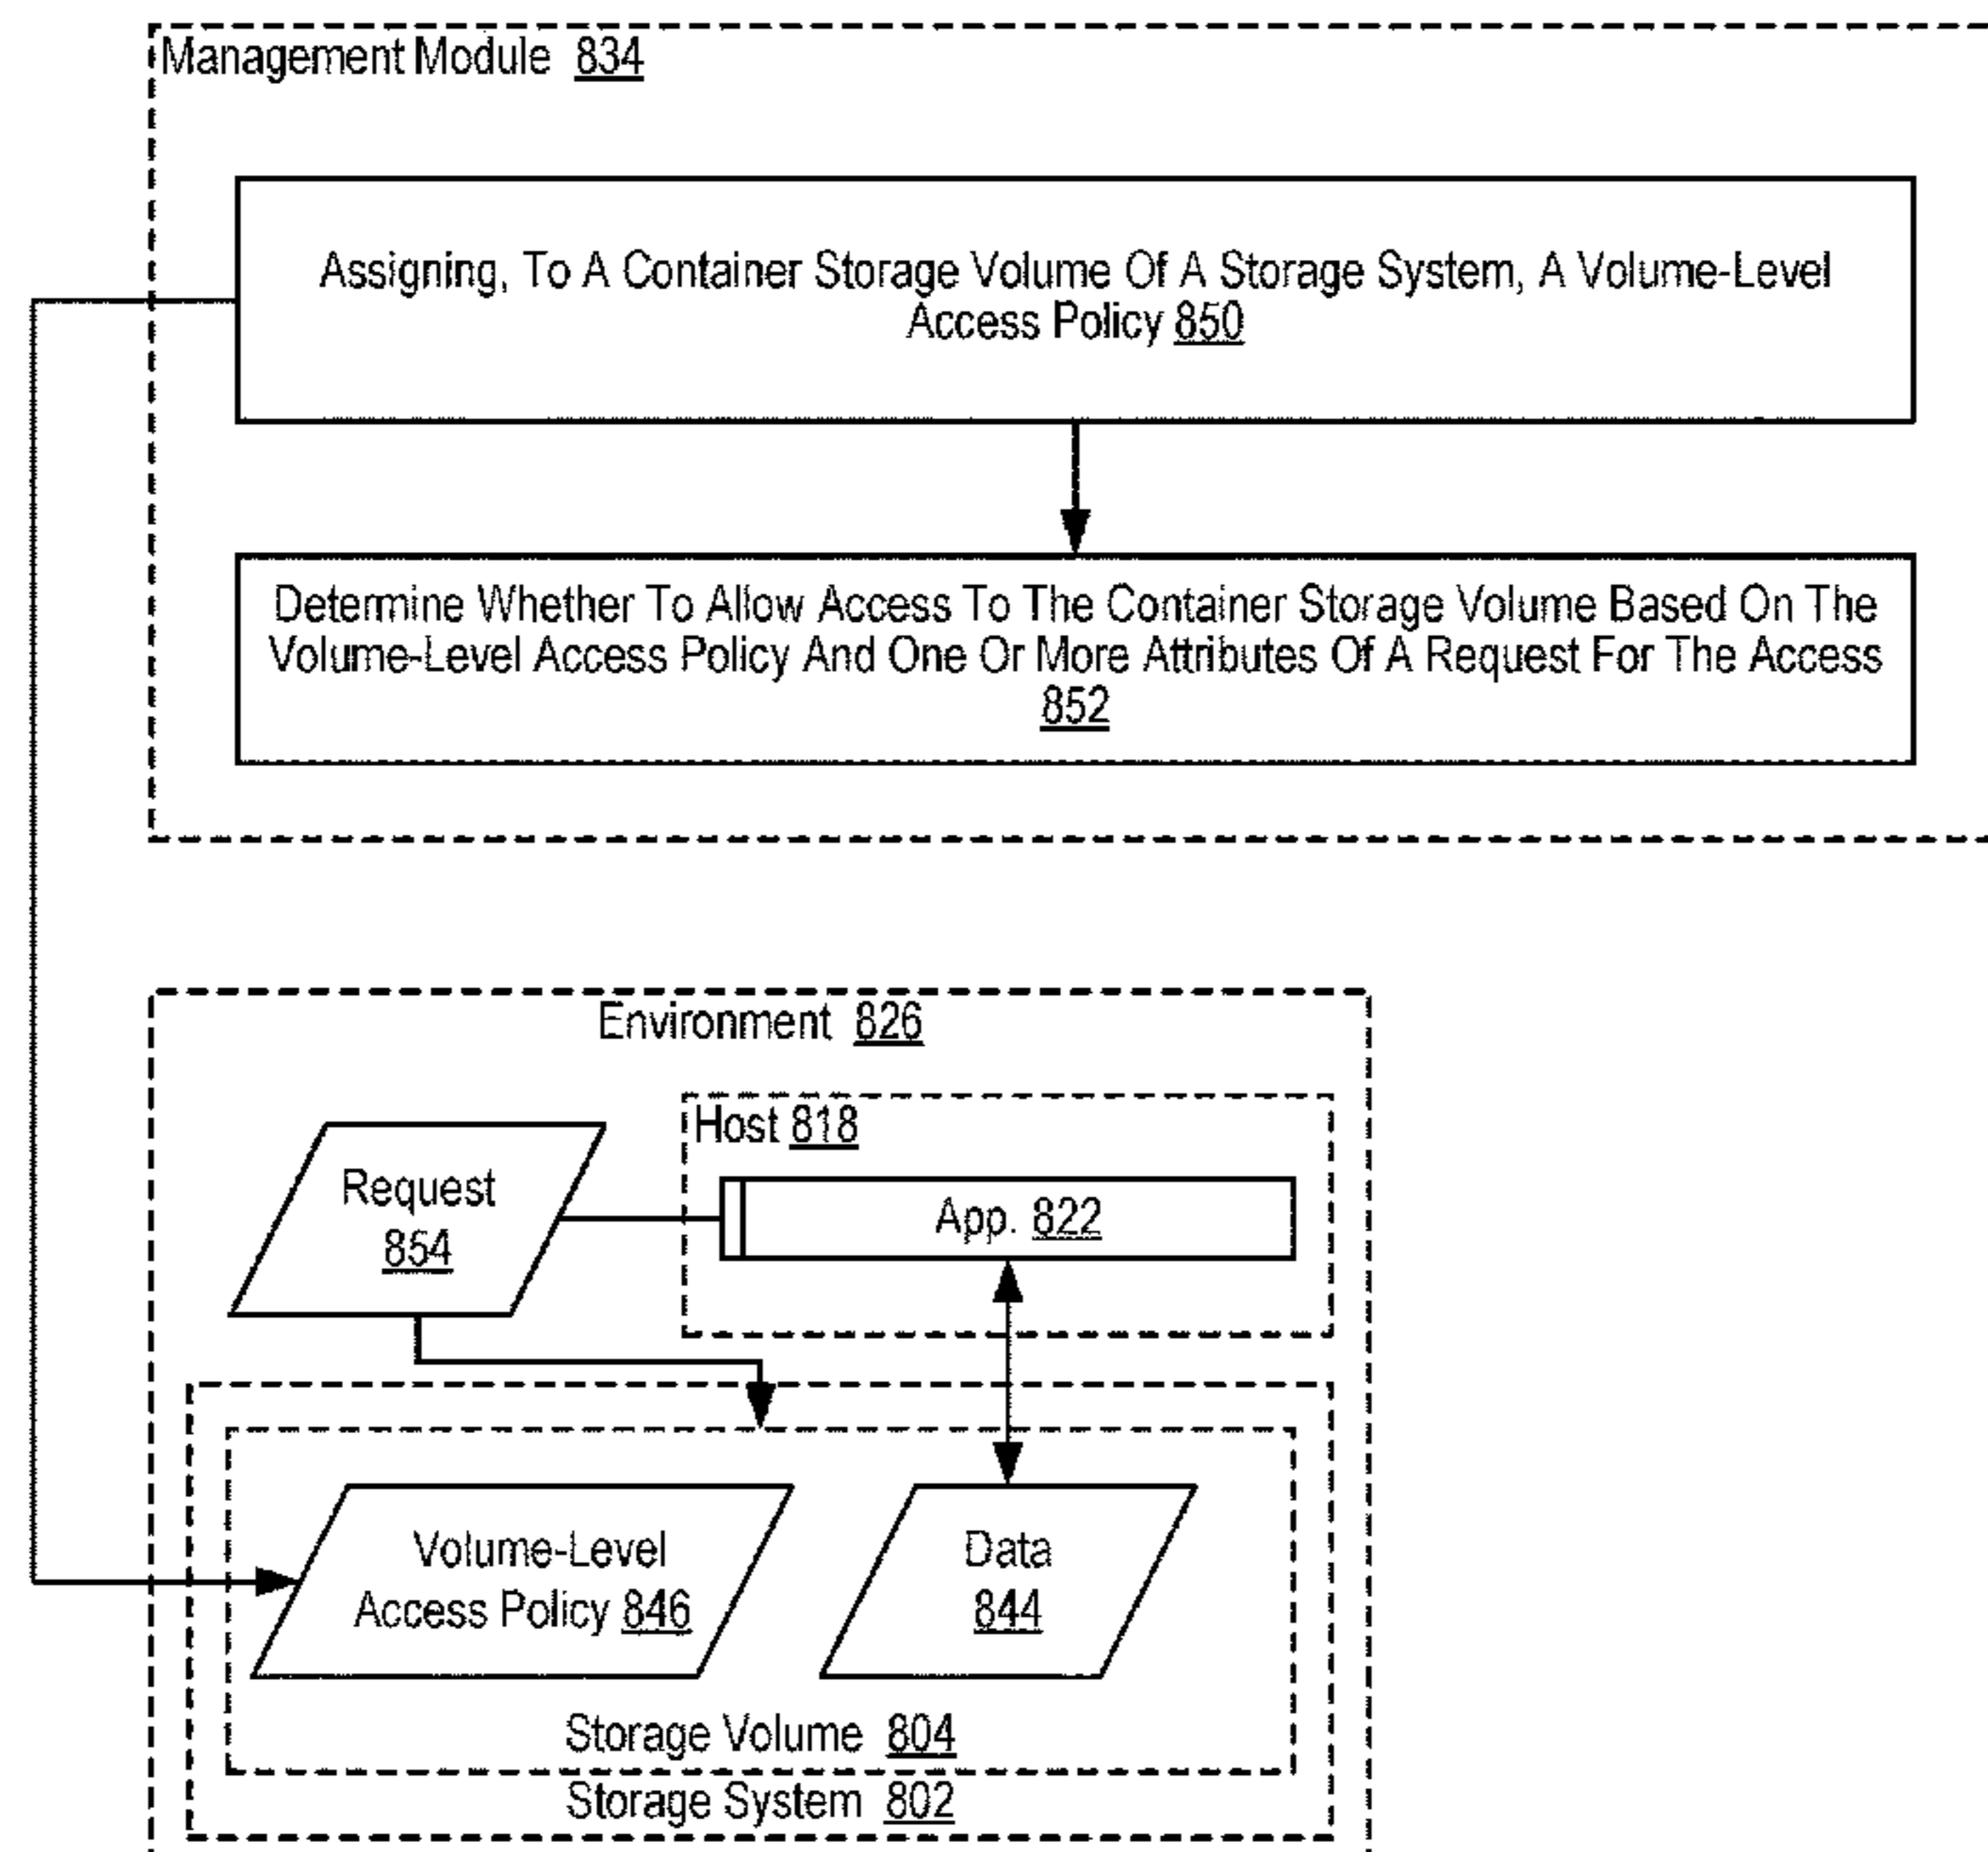 Management Module 834
Assigning, To A Container Storage Volume Of A Storage System, A Volume-Level
Access Policy 850
Determine Whether To Allow Access To The Container Storage Volume Based On The
Volume-Level Access Policy And One Or More Attributes Of A Request For The Access
852
Environment 826
Host 818
Request
854
App. 822
Volume-Level
Access Policy 846
Data
844
Storage Volume 804
Storage System 802